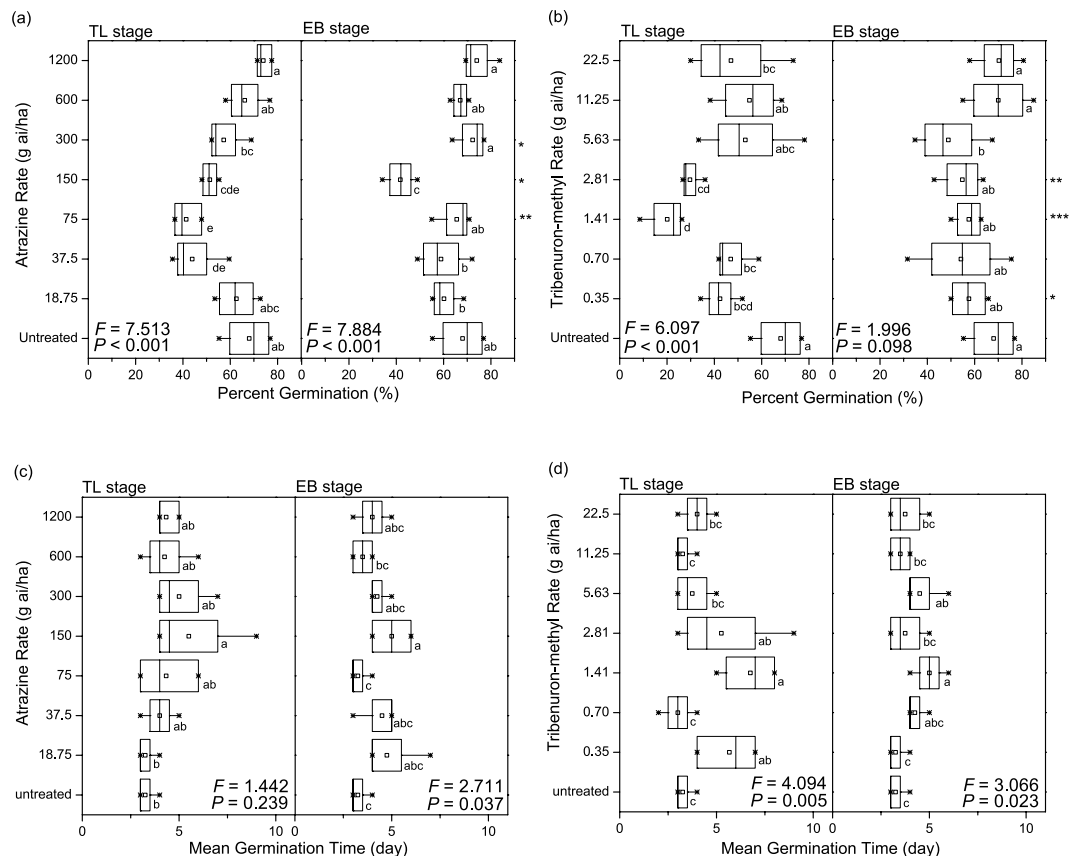 (a)
TL stage
EB stage
Atrazine Rate (g ai/ha)
1200 a a
600 ab ab
300 bc a *
150 cde c *
75 e ab **
37.5 de b
18.75 abc b
Untreated ab ab
F = 7.513
P < 0.001
F = 7.884
P < 0.001
0 20 40 60 80 0 20 40 60 80
Percent Germination (%)
(b)
TL stage
EB stage
Tribenuron-methyl Rate (g ai/ha)
22.5 bc a
11.25 ab a
5.63 abc b
2.81 cd ab **
1.41 d ab ***
0.70 bc ab
0.35 bcd ab *
Untreated a a
F = 6.097
P < 0.001
F = 1.996
P = 0.098
0 20 40 60 80 0 20 40 60 80
Percent Germination (%)
(c)
TL stage
EB stage
Atrazine Rate (g ai/ha)
1200 ab abc
600 ab bc
300 ab abc
150 a a
75 ab c
37.5 ab abc
18.75 b abc
untreated b c
F = 1.442
P = 0.239
F = 2.711
P = 0.037
0 5 10 0 5 10
Mean Germination Time (day)
(d)
TL stage
EB stage
Tribenuron-methyl Rate (g ai/ha)
22.5 bc bc
11.25 c bc
5.63 bc ab
2.81 ab bc
1.41 a a
0.70 c abc
0.35 ab c
untreated c c
F = 4.094
P = 0.005
F = 3.066
P = 0.023
0 5 10 0 5 10
Mean Germination Time (day)